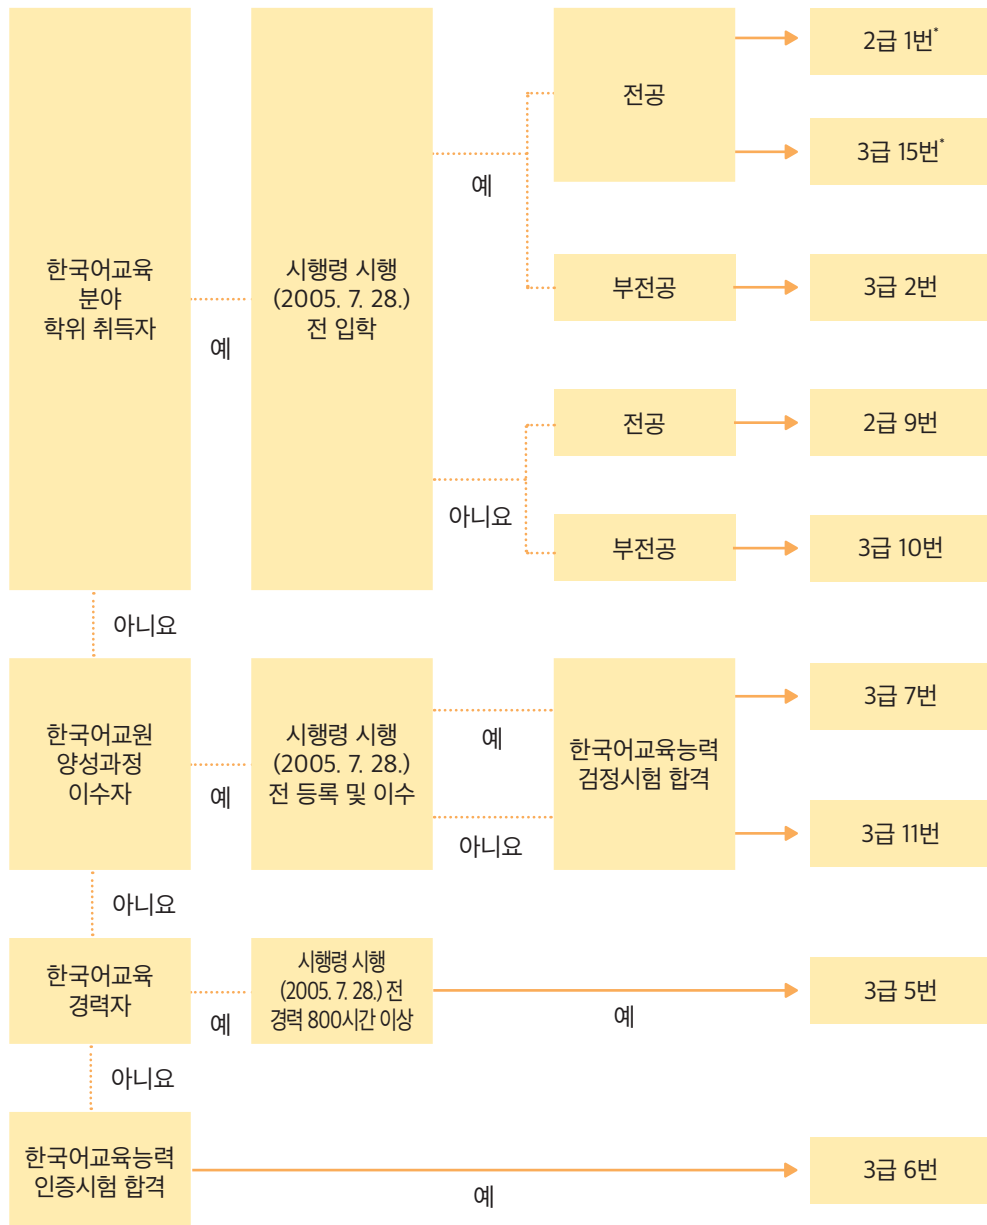 한국어교육
분야
학위 취득자
예
시행령 시행
(2005. 7. 28.)
전 입학
예
전공
2급 1번*
3급 15번*
부전공
3급 2번
아니요
전공
2급 9번
부전공
3급 10번
아니요
한국어교원
양성과정
이수자
예
시행령 시행
(2005. 7. 28.)
전 등록 및 이수
예
아니요
한국어교육능력
검정시험 합격
3급 7번
3급 11번
아니요
한국어교육
경력자
예
시행령 시행
(2005. 7. 28.) 전
경력 800시간 이상
예
3급 5번
아니요
한국어교육능력
인증시험 합격
예
3급 6번